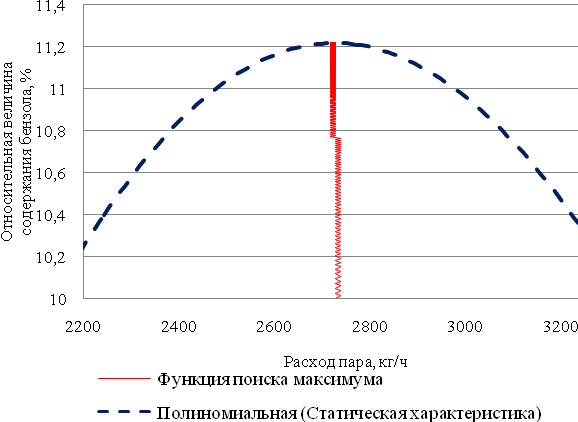 Относительная величина
содержания бензола, %
11,4
11,2
11
10,8
10,6
10,4
10,2
10
2200 2400 2600 2800 3000 3200
Расход пара, кг/ч
Функция поиска максимума
Полиномиальная (Статическая характеристика)